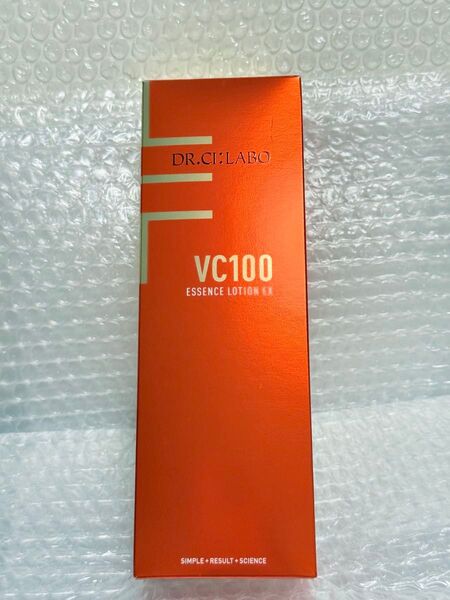 DR.CI:LABO
VC100
ESSENCE LOTION EX
SIMPLE+RESULT+SCIENCE